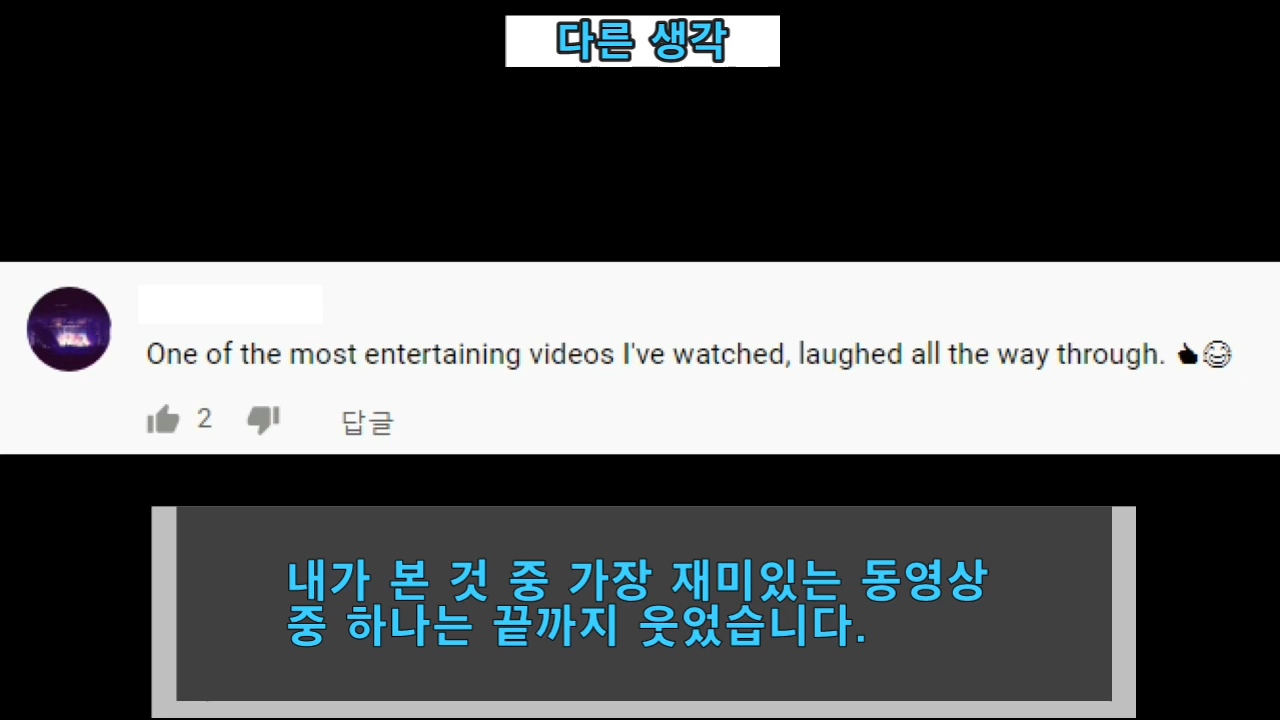 다른 생각
One of the most entertaining videos I've watched, laughed all the way through. 👍😂
2 답글
내가 본 것 중 가장 재미있는 동영상
중 하나는 끝까지 웃었습니다.